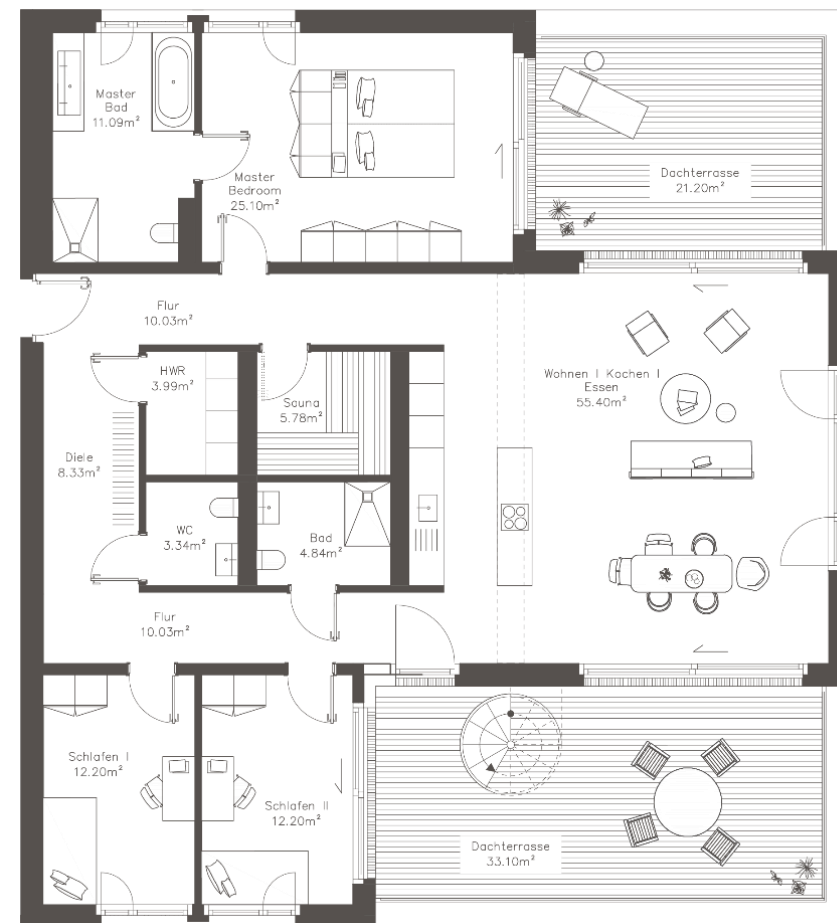 Master
Bad
11.09m²
Master
Bedroom
25.10m²
Dachterrasse
21.20m²
Flur
10.03m²
HWR
3.99m²
Sauna
5.78m²
Wohnen | Kochen |
Essen
55.40m²
Diele
8.33m²
WC
3.34m²
Bad
4.84m²
Flur
10.03m²
Schlafen |
12.20m²
Schlafen ||
12.20m²
Dachterrasse
33.10m²